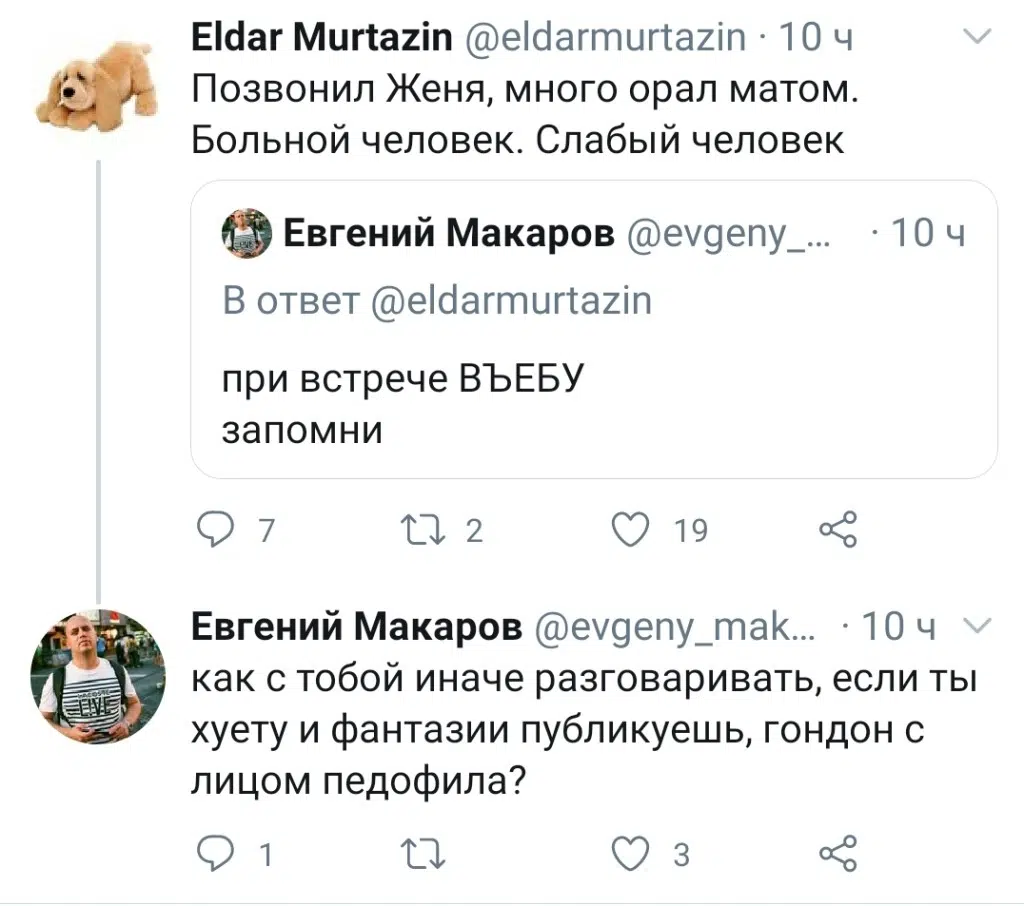 Eldar Murtazin @eldarmurtazin · 10 ч
Позвонил Женя, много орал матом.
Больной человек. Слабый человек
Евгений Макаров @evgeny_... · 10 ч
В ответ @eldarmurtazin
при встрече ВЪЕБУ
запомни
7 2 19
Евгений Макаров @evgeny_mak... · 10 ч
как с тобой иначе разговаривать, если ты
хуету и фантазии публикуешь, гондон с
лицом педофила?
1 3